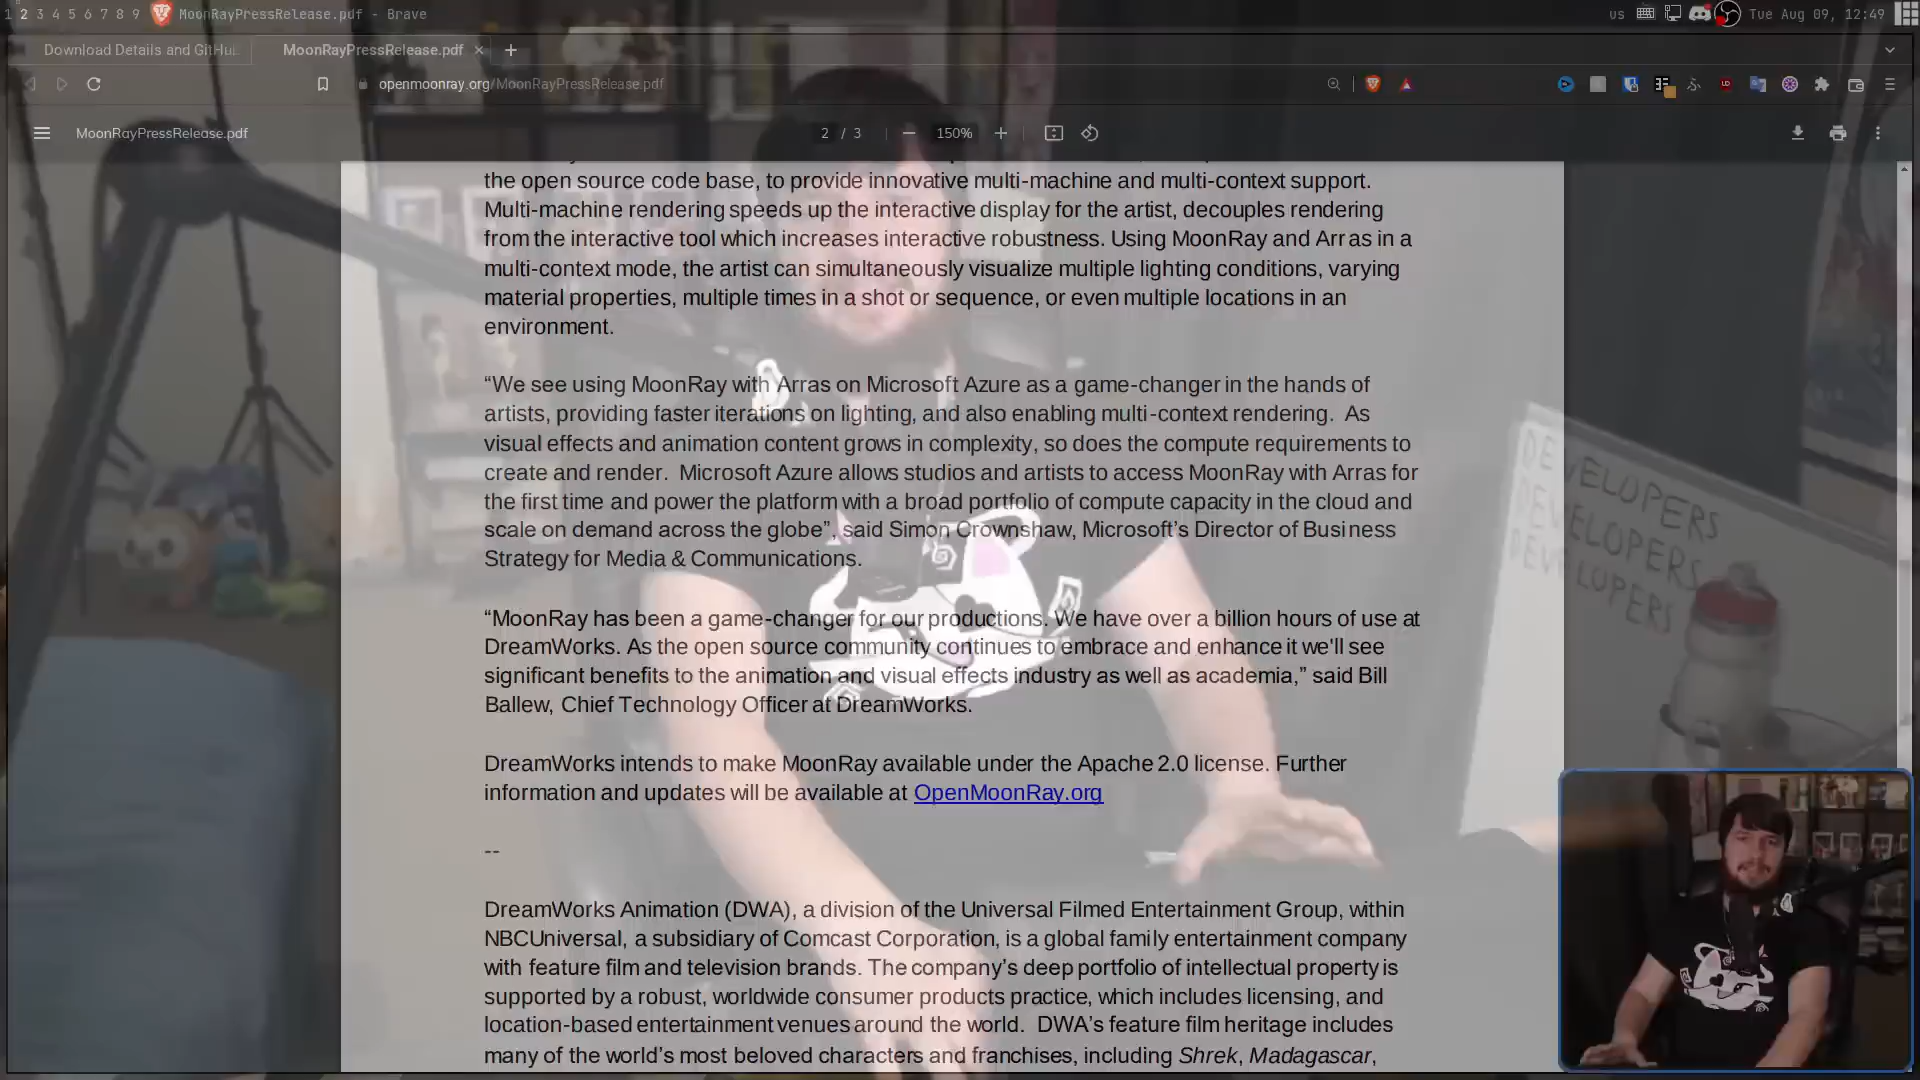 1 2 3 4 5 6 7 8 9 MoonRayPressRelease.pdf - Brave us Tue Aug 09, 12:49
Download Details and GitHu MoonRayPressRelease.pdf
openmoonray.org/MoonRayPressRelease.pdf
MoonRayPressRelease.pdf 2 / 3 150%
the open source code base, to provide innovative multi-machine and multi-context support.
Multi-machine rendering speeds up the interactive display for the artist, decouples rendering
from the interactive tool which increases interactive robustness. Using MoonRay and Arras in a
multi-context mode, the artist can simultaneously visualize multiple lighting conditions, varying
material properties, multiple times in a shot or sequence, or even multiple locations in an
environment.
“We see using MoonRay with Arras on Microsoft Azure as a game-changer in the hands of
artists, providing faster iterations on lighting, and also enabling multi-context rendering. As
visual effects and animation content grows in complexity, so does the compute requirements to
create and render. Microsoft Azure allows studios and artists to access MoonRay with Arras for
the first time and power the platform with a broad portfolio of compute capacity in the cloud and
scale on demand across the globe”, said Simon Crownshaw, Microsoft’s Director of Business
Strategy for Media & Communications.
“MoonRay has been a game-changer for our productions. We have over a billion hours of use at
DreamWorks. As the open source community continues to embrace and enhance it we'll see
significant benefits to the animation and visual effects industry as well as academia,” said Bill
Ballew, Chief Technology Officer at DreamWorks.
DreamWorks intends to make MoonRay available under the Apache 2.0 license. Further
information and updates will be available at OpenMoonRay.org
--
DreamWorks Animation (DWA), a division of the Universal Filmed Entertainment Group, within
NBCUniversal, a subsidiary of Comcast Corporation, is a global family entertainment company
with feature film and television brands. The company’s deep portfolio of intellectual property is
supported by a robust, worldwide consumer products practice, which includes licensing, and
location-based entertainment venues around the world. DWA’s feature film heritage includes
many of the world’s most beloved characters and franchises, including Shrek, Madagascar,
DEVELOPERS
DEVELOPERS
DEVELOPERS